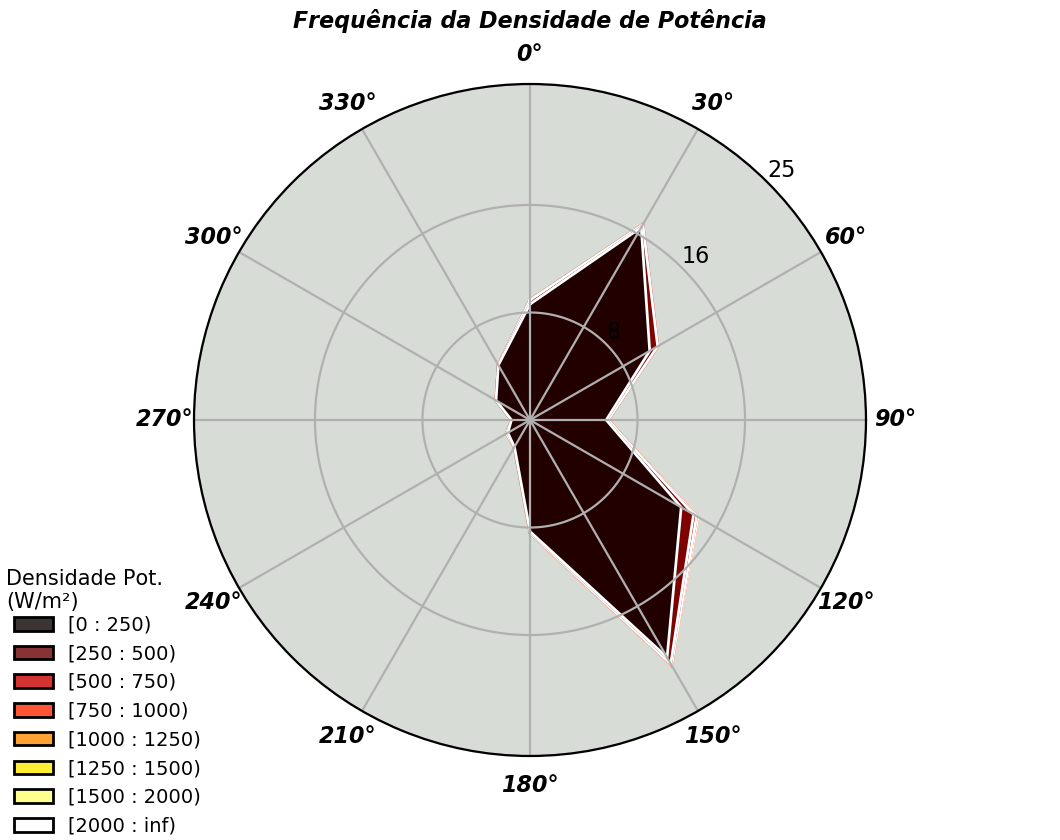 Frequência da Densidade de Potência
0°
330°
30°
25
300°
60°
16
8
270°
90°
240°
120°
210°
150°
180°
Densidade Pot.
(W/m²)
[0 : 250)
[250 : 500)
[500 : 750)
[750 : 1000)
[1000 : 1250)
[1250 : 1500)
[1500 : 2000)
[2000 : inf)